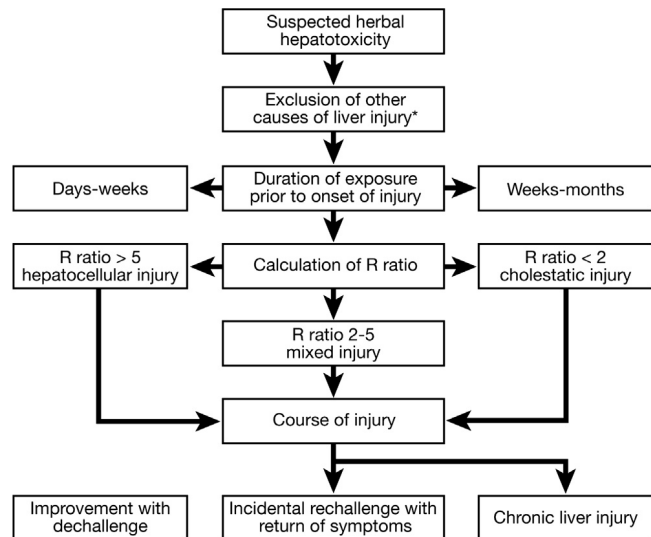 Suspected herbal
hepatotoxicity
Exclusion of other
causes of liver injury*
Days-weeks
Duration of exposure
prior to onset of injury
Weeks-months
R ratio > 5
hepatocellular injury
Calculation of R ratio
R ratio < 2
cholestatic injury
R ratio 2-5
mixed injury
Course of injury
Improvement with
dechallenge
Incidental rechallenge with
return of symptoms
Chronic liver injury